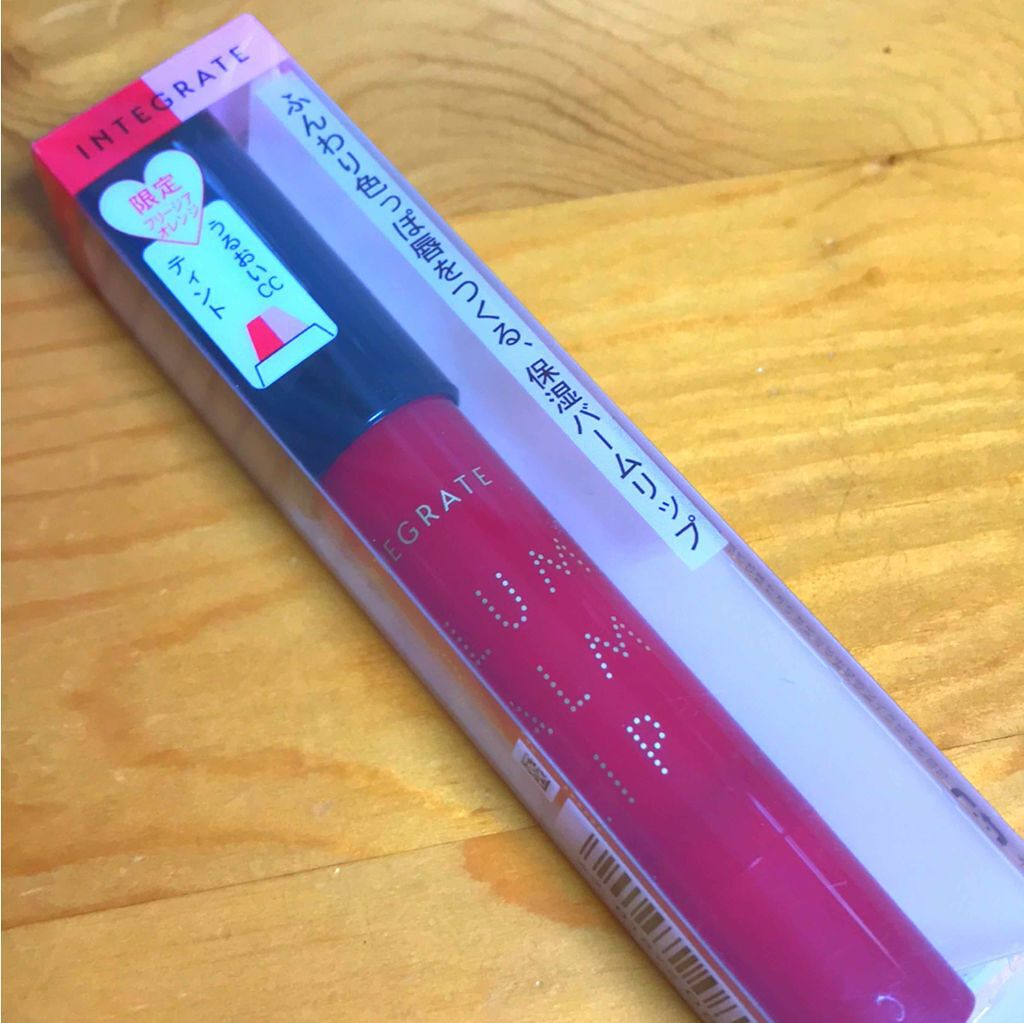 INTEGRATE
限定
フリージア
オレンジ
うるおいCC
ティント
ふんわり色っぽ唇をつくる、保湿バームリップ
EGRATE
LUM
ALM
IP